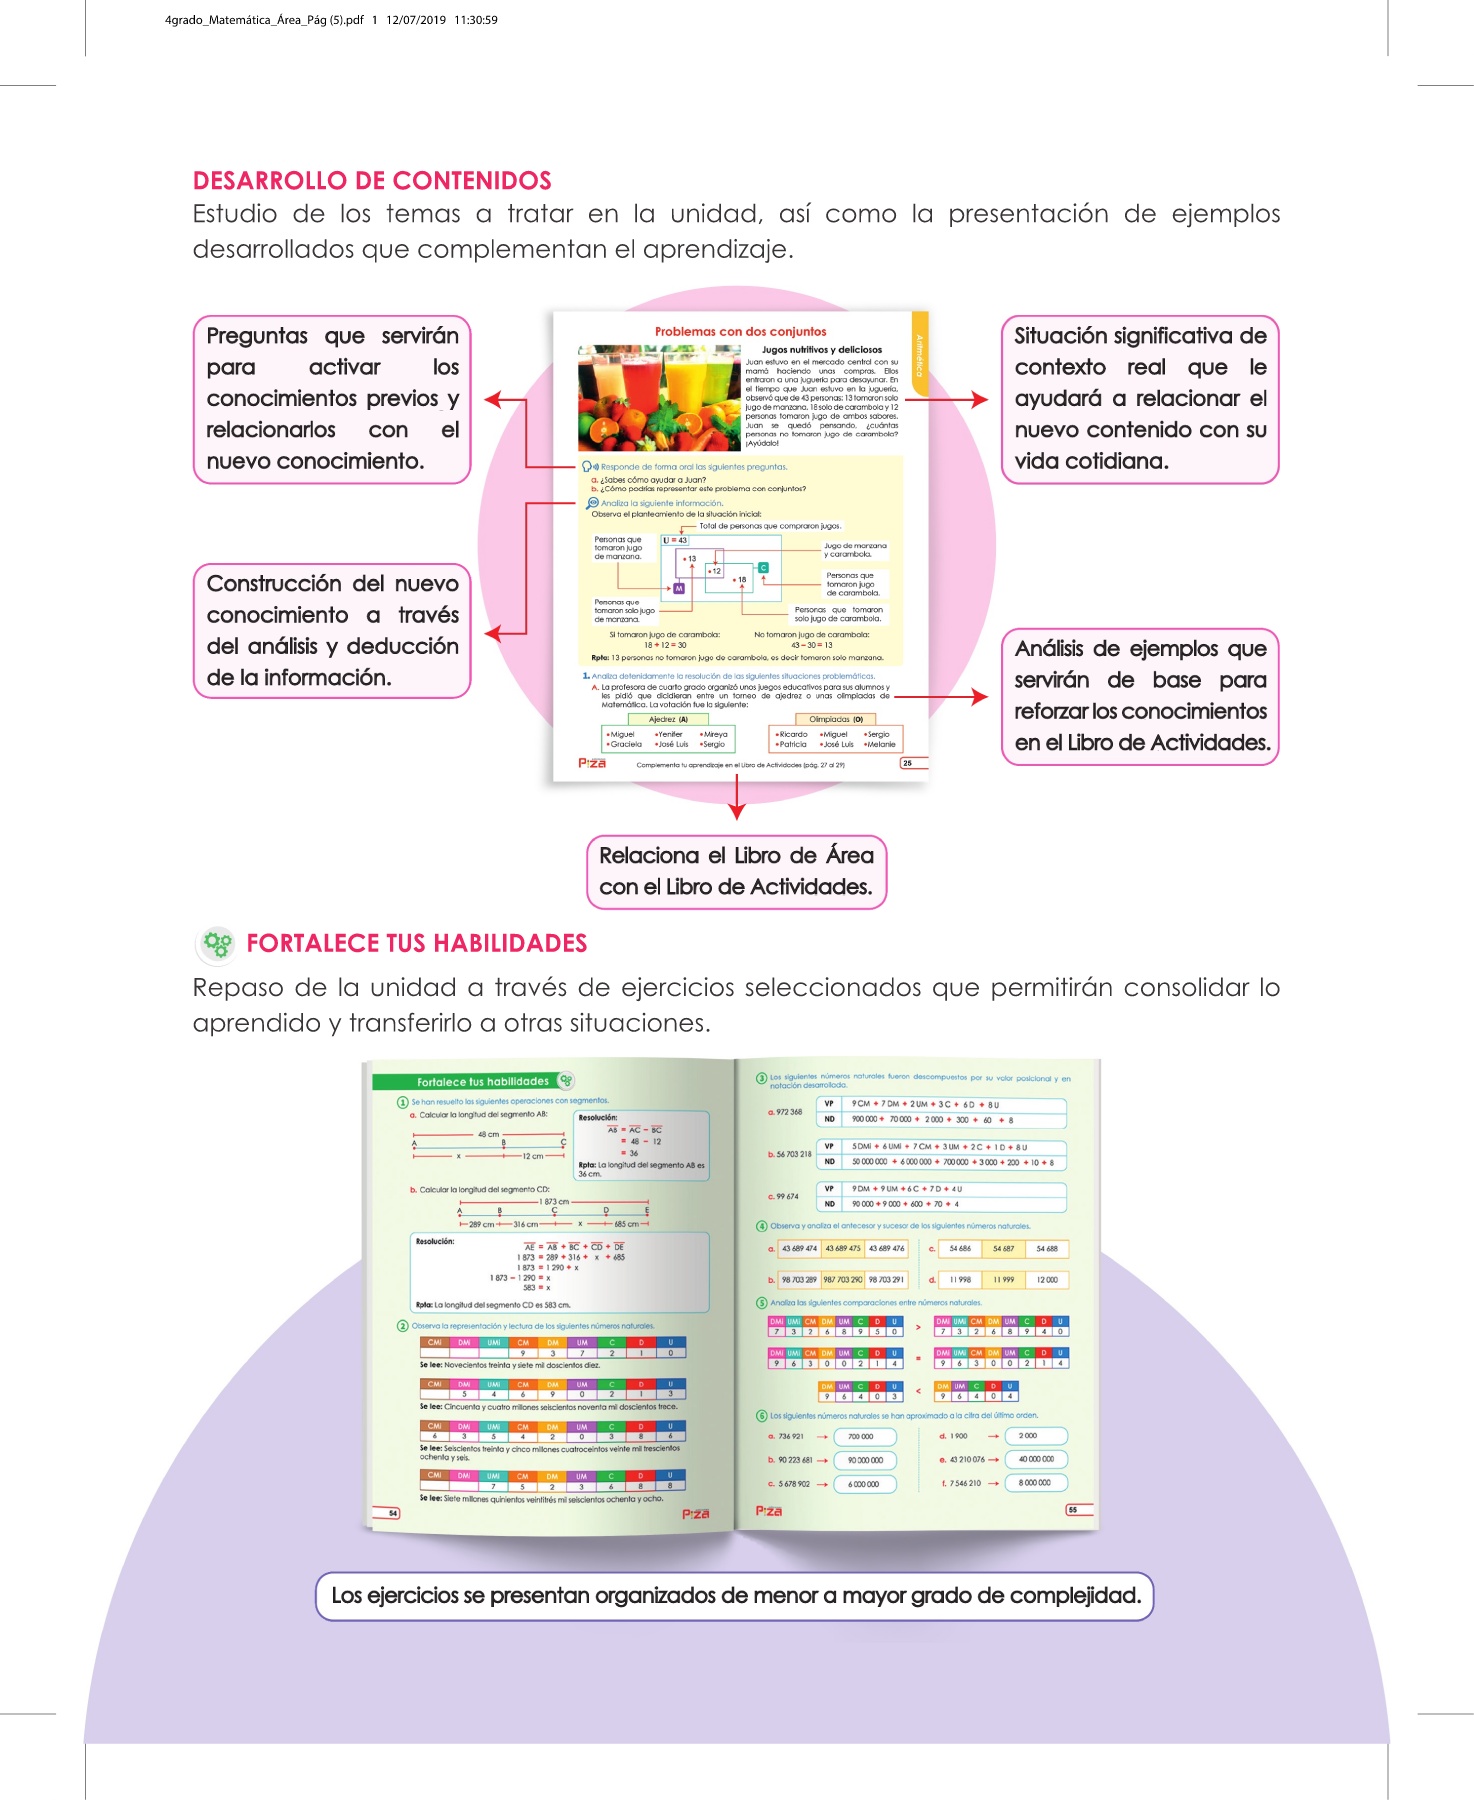 4grado_Matemática_Área_Pág (5).pdf 1 12/07/2019 11:30:59
DESARROLLO DE CONTENIDOS
Estudio de los temas a tratar en la unidad, así como la presentación de ejemplos
desarrollados que complementan el aprendizaje.
Preguntas que servirán
para activar los
conocimientos previos y
relacionarlos con el
nuevo conocimiento.
Construcción del nuevo
conocimiento a través
del análisis y deducción
de la información.
Problemas con dos conjuntos
Aritmética
Jugos nutritivos y deliciosos
Juan estuvo en el mercado central con su
mamá haciendo unas compras. Ellos
entraron a una juguería para desayunar. En
el tiempo que Juan estuvo en la juguería,
observó que de 43 personas: 13 tomaron solo
jugo de manzana, 18 solo de carambola y 12
personas tomaron jugo de ambos sabores.
Juan se quedó pensando, ¿cuántas
personas no tomaron jugo de carambola?
¡Ayúdalo!
Responde de forma oral las siguientes preguntas.
a. ¿Sabes cómo ayudar a Juan?
b. ¿Cómo podrías representar este problema con conjuntos?
Analiza la siguiente información.
Observa el planteamiento de la situación inicial:
Total de personas que compraron jugos.
Personas que
tomaron jugo
de manzana.
U = 43
• 13
• 12
• 18
M
C
Jugo de manzana
y carambola.
Personas que
tomaron jugo
de carambola.
Personas que
tomaron solo jugo
de manzana.
Personas que tomaron
solo jugo de carambola.
Si tomaron jugo de carambola:
18 + 12 = 30
No tomaron jugo de carambola:
43 – 30 = 13
Rpta: 13 personas no tomaron jugo de carambola, es decir tomaron solo manzana.
1. Analiza detenidamente la resolución de las siguientes situaciones problemáticas.
A. La profesora de cuarto grado organizó unos juegos educativos para sus alumnos y
les pidió que dicidieran entre un torneo de ajedrez o unas olimpiadas de
Matemática. La votación fue la siguiente:
Ajedrez (A)
• Miguel • Yenifer • Mireya
• Graciela • José Luis • Sergio
Olimpiadas (O)
• Ricardo • Miguel • Sergio
• Patricia • José Luis • Melanie
Piza
Complementa tu aprendizaje en el Libro de Actividades (pág. 27 al 29)
25
Situación significativa de
contexto real que le
ayudará a relacionar el
nuevo contenido con su
vida cotidiana.
Análisis de ejemplos que
servirán de base para
reforzar los conocimientos
en el Libro de Actividades.
Relaciona el Libro de Área
con el Libro de Actividades.
FORTALECE TUS HABILIDADES
Repaso de la unidad a través de ejercicios seleccionados que permitirán consolidar lo
aprendido y transferirlo a otras situaciones.
Fortalece tus habilidades
1 Se han resuelto las siguientes operaciones con segmentos.
a. Calcular la longitud del segmento AB:
48 cm
A B C
x 12 cm
Resolución:
AB = AC – BC
= 48 – 12
= 36
Rpta: La longitud del segmento AB es
36 cm.
b. Calcular la longitud del segmento CD:
1 873 cm
A B C D E
289 cm 316 cm x 685 cm
Resolución:
AE = AB + BC + CD + DE
1 873 = 289 + 316 + x + 685
1 873 = 1 290 + x
1 873 – 1 290 = x
583 = x
Rpta: La longitud del segmento CD es 583 cm.
2 Observa la representación y lectura de los siguientes números naturales.
CMi DMi UMi CM DM UM C D U
9 3 7 2 1 0
Se lee: Novecientos treinta y siete mil doscientos diez.
CMi DMi UMi CM DM UM C D U
5 4 6 9 0 2 1 3
Se lee: Cincuenta y cuatro millones seiscientos noventa mil doscientos trece.
CMi DMi UMi CM DM UM C D U
6 3 5 4 2 0 3 8 6
Se lee: Seiscientos treinta y cinco millones cuatrocientos veinte mil trescientos
ochenta y seis.
CMi DMi UMi CM DM UM C D U
7 5 2 3 6 8 8
Se lee: Siete millones quinientos veintitrés mil seiscientos ochenta y ocho.
54
Piza
3 Los siguientes números naturales fueron descompuestos por su valor posicional y en
notación desarrollada.
a. 972 368
VP 9 CM + 7 DM + 2 UM + 3 C + 6 D + 8 U
ND 900 000 + 70 000 + 2 000 + 300 + 60 + 8
b. 56 703 218
VP 5 DMi + 6 UMi + 7 CM + 3 UM + 2 C + 1 D + 8 U
ND 50 000 000 + 6 000 000 + 700 000 + 3 000 + 200 + 10 + 8
c. 99 674
VP 9 DM + 9 UM + 6 C + 7 D + 4 U
ND 90 000 + 9 000 + 600 + 70 + 4
4 Observa y analiza el antecesor y sucesor de los siguientes números naturales.
a. 43 689 474 43 689 475 43 689 476
c. 54 686 54 687 54 688
b. 98 703 289 987 703 290 98 703 291
d. 11 998 11 999 12 000
5 Analiza las siguientes comparaciones entre números naturales.
DMi UMi CM DM UM C D U DMi UMi CM DM UM C D U
7 3 2 6 8 9 5 0 > 7 3 2 6 8 9 4 0
DMi UMi CM DM UM C D U DMi UMi CM DM UM C D U
9 6 3 0 0 2 1 4 = 9 6 3 0 0 2 1 4
DM UM C D U DM UM C D U
9 6 4 0 3 < 9 6 4 0 4
6 Los siguientes números naturales se han aproximado a la cifra del último orden.
a. 736 921 → 700 000
d. 1 900 → 2 000
b. 90 223 681 → 90 000 000
e. 43 210 076 → 40 000 000
c. 5 678 902 → 6 000 000
f. 7 546 210 → 8 000 000
Piza
55
Los ejercicios se presentan organizados de menor a mayor grado de complejidad.